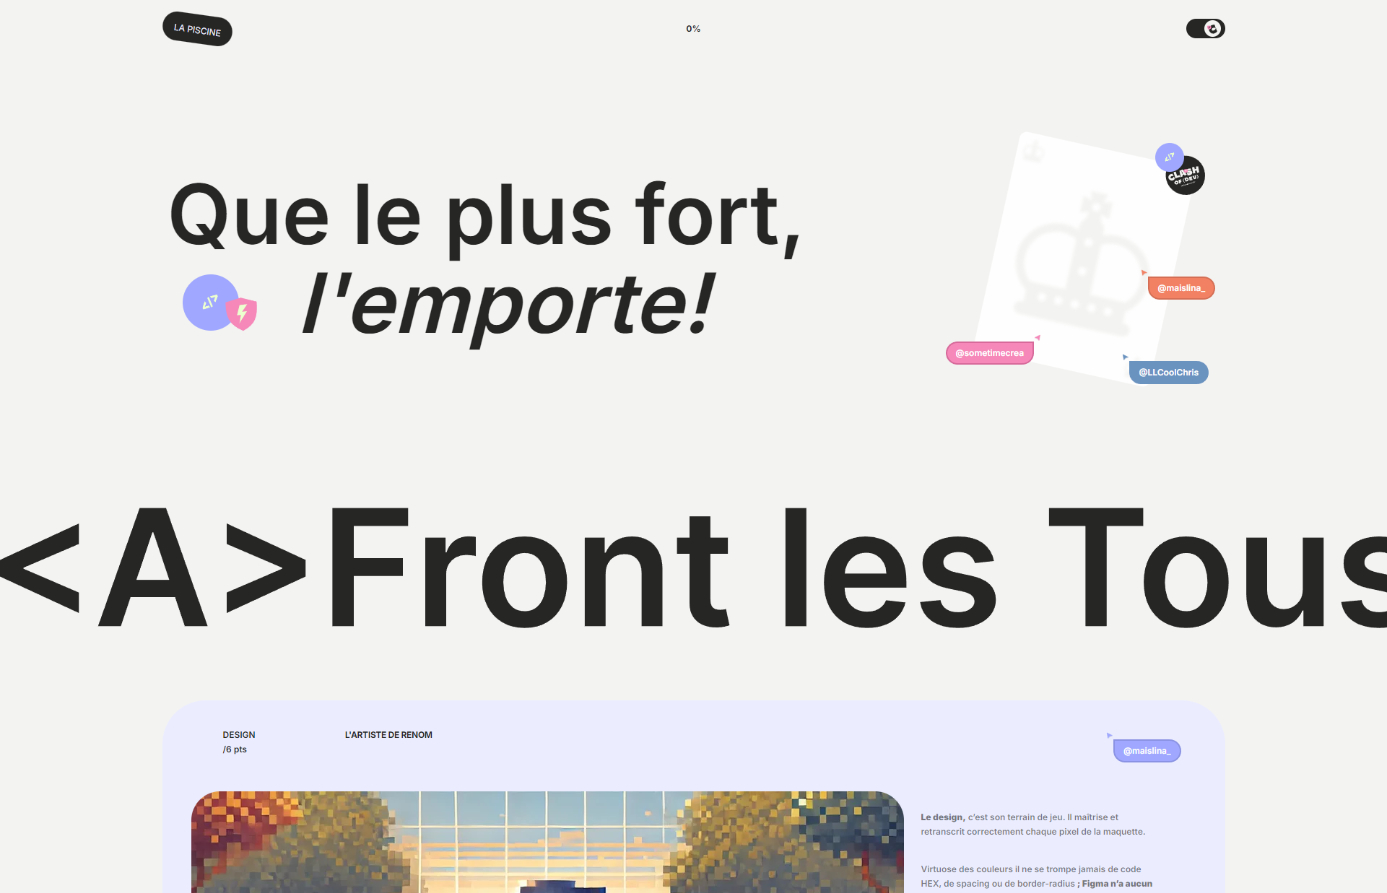 LA PISCINE
0%
Que le plus fort,
l'emporte!
</>
CLASH
OF (DEV)
@maislina_
@sometimecrea
@LLCoolChris
<A>Front les Tous
DESIGN
/6 pts
L'ARTISTE DE RENOM
@maislina_
Le design, c'est son terrain de jeu. Il maîtrise et
retranscrit correctement chaque pixel de la maquette.
Virtuose des couleurs il ne se trompe jamais de code
HEX, de spacing ou de border-radius ; Figma n’a aucun